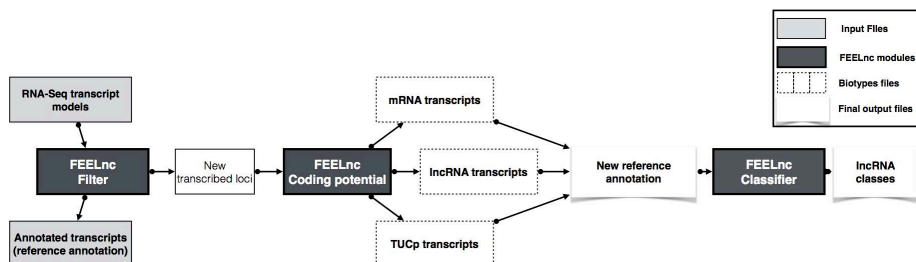 RNA-Seq transcript
models
FEELnc
Filter
Annotated transcripts
(reference annotation)
New
transcribed loci
FEELnc
Coding potential
mRNA transcripts
lncRNA transcripts
TUCp transcripts
New reference
annotation
FEELnc
Classifier
lncRNA
classes
Input FIles
FEELnc modules
Biotypes files
Final output files